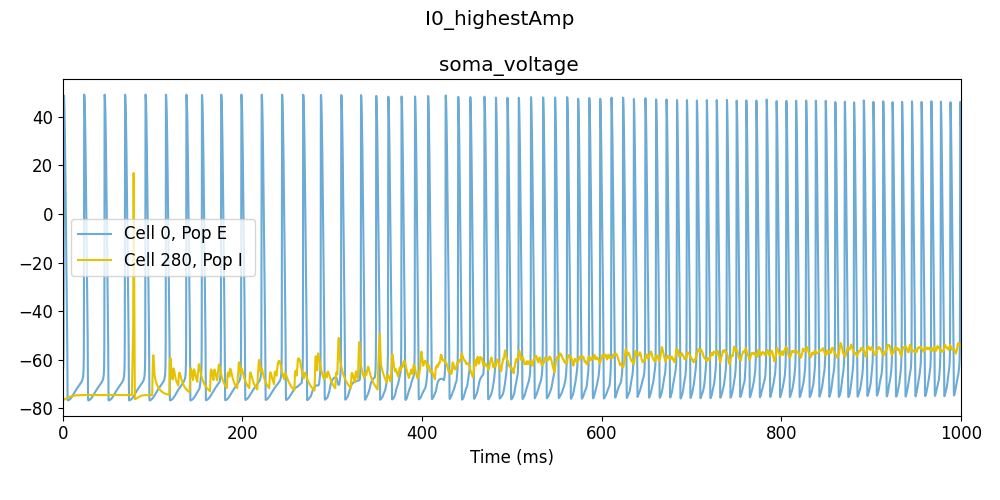 I0_highestAmp
soma_voltage
40
20
0
−20
−40
−60
−80
Cell 0, Pop E
Cell 280, Pop I
0 200 400 600 800 1000
Time (ms)